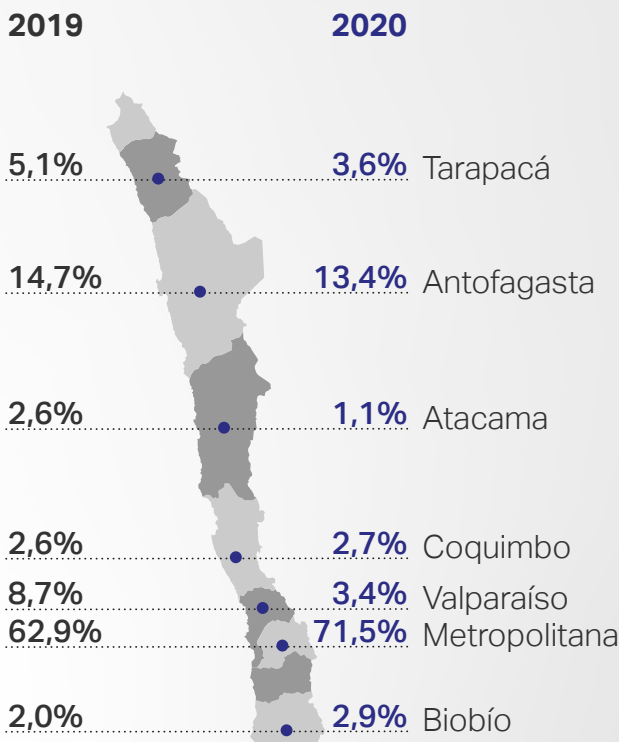 2019 2020
5,1% 3,6% Tarapacá
14,7% 13,4% Antofagasta
2,6% 1,1% Atacama
2,6% 2,7% Coquimbo
8,7% 3,4% Valparaíso
62,9% 71,5% Metropolitana
2,0% 2,9% Biobío